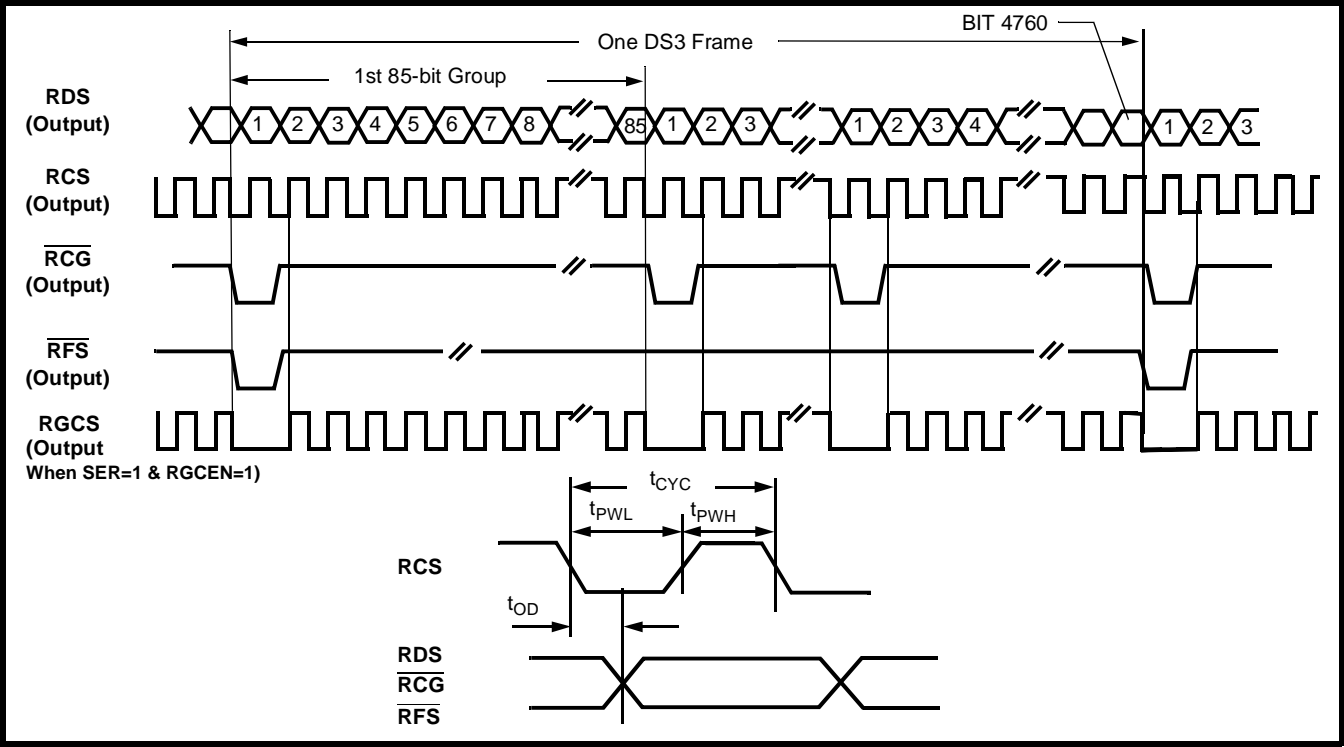 BIT 4760
One DS3 Frame
1st 85-bit Group
RDS
(Output)
1 2 3 4 5 6 7 8 85 1 2 3 1 2 3 4 1 2 3
RCS
(Output)
RCG
(Output)
RFS
(Output)
RGCS
(Output
When SER=1 & RGCEN=1)
tCYC
tPWL tPWH
RCS
tOD
RDS
RCG
RFS